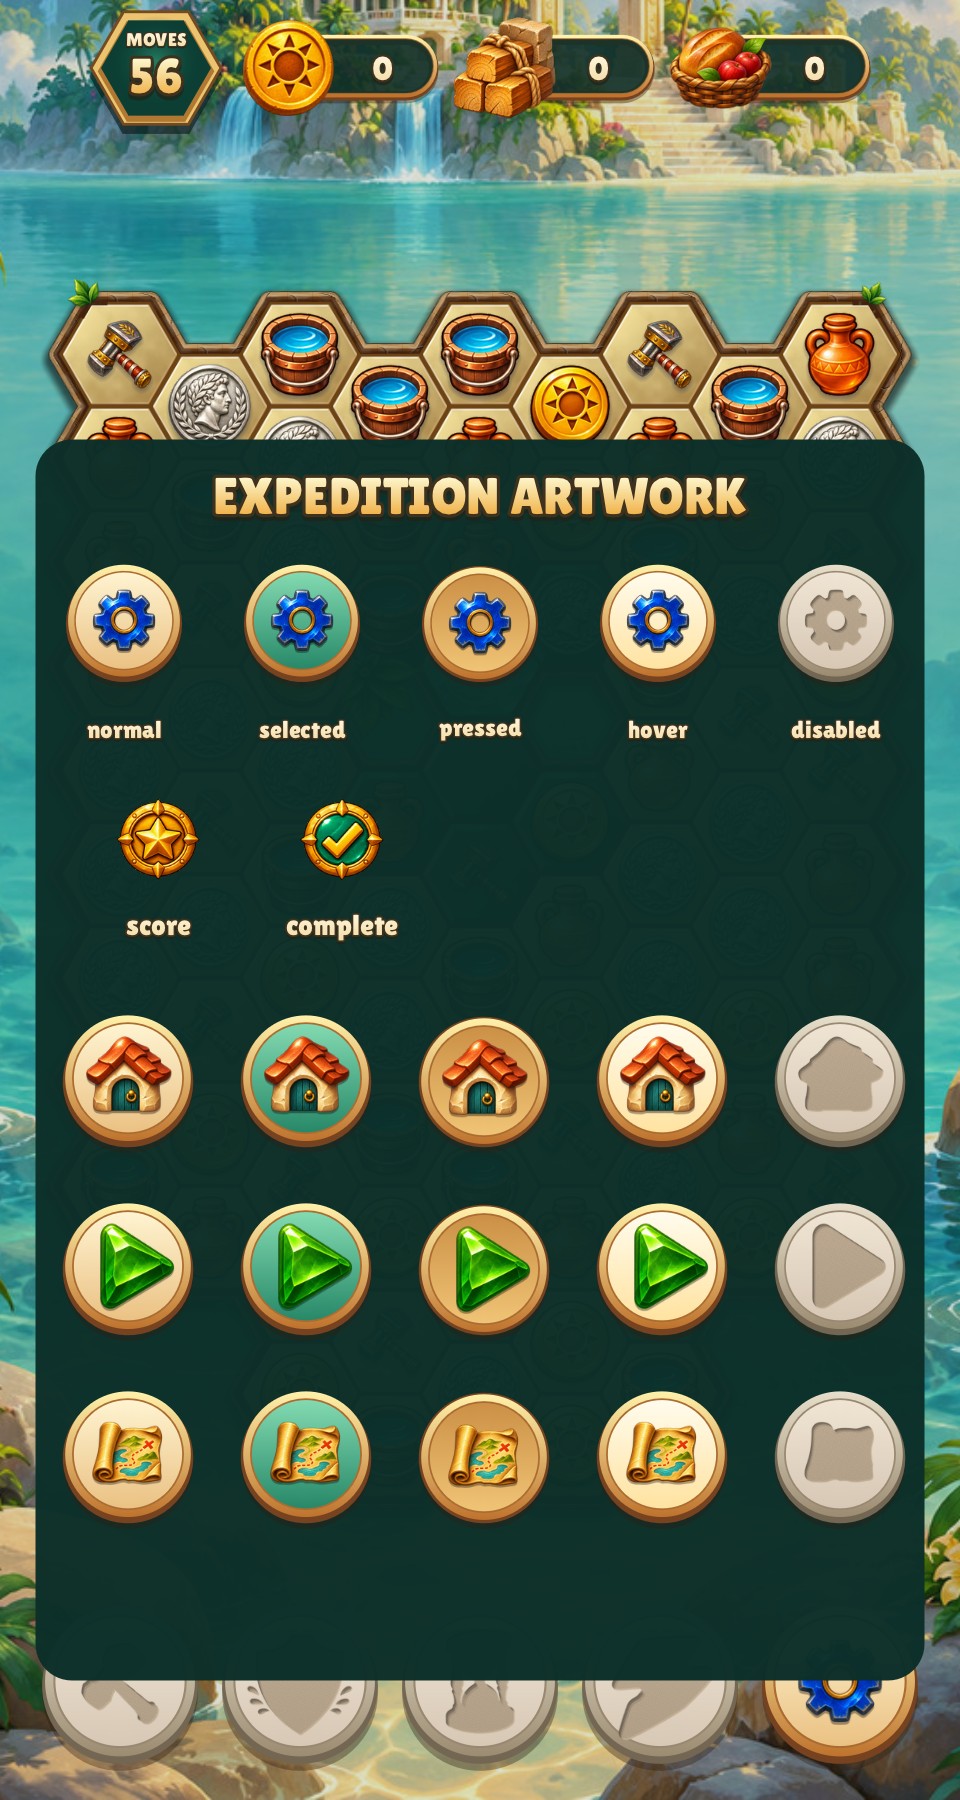 MOVES
56
0
0
0
EXPEDITION ARTWORK
normal
selected
pressed
hover
disabled
score
complete